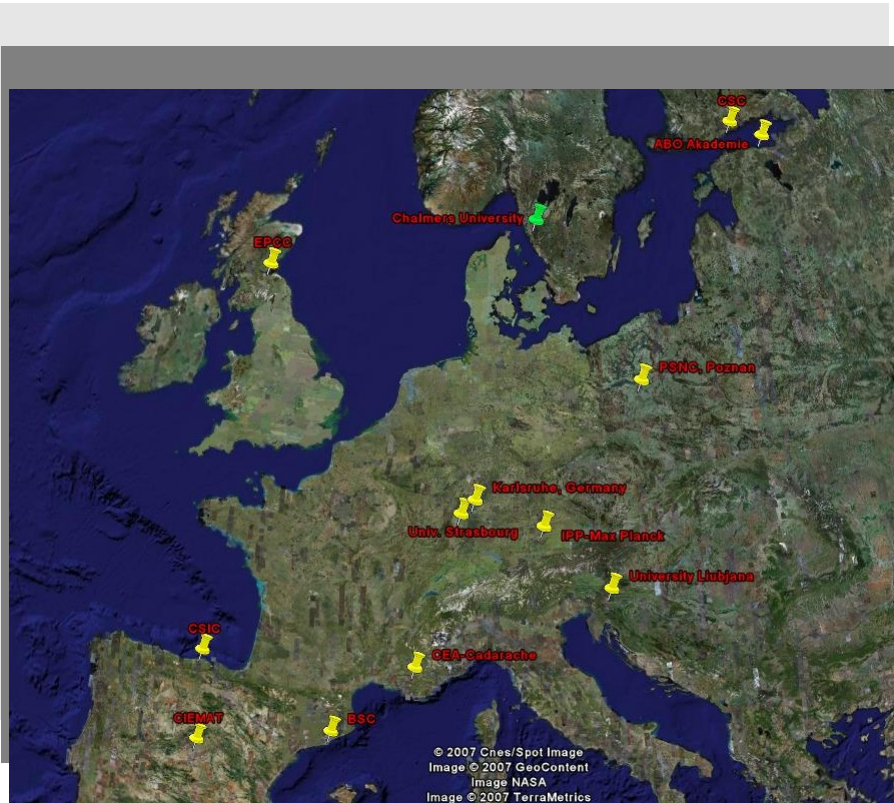 CSC
ABO Akademie
Chalmers University
EPCC
PSNC, Poznan
Karlsruhe, Germany
Univ. Strasbourg
IPP-Max Planck
University Liubjana
CSIC
CEA-Cadarache
CIEMAT
BSC
© 2007 Cnes/Spot Image
Image © 2007 GeoContent
Image NASA
Image © 2007 TerraMetrics